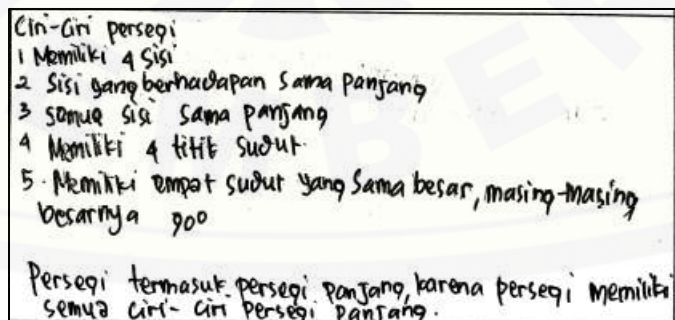 Ciri-Ciri persegi
1 Memiliki 4 Sisi
2 Sisi yang berhadapan sama panjang
3 semua sisi sama panjang
4 Memiliki 4 titik sudut
5. Memiliki empat sudut yang sama besar, masing-masing
besarnya 90°
Persegi termasuk persegi panjang, karena persegi memiliki
semua ciri-ciri persegi panjang.